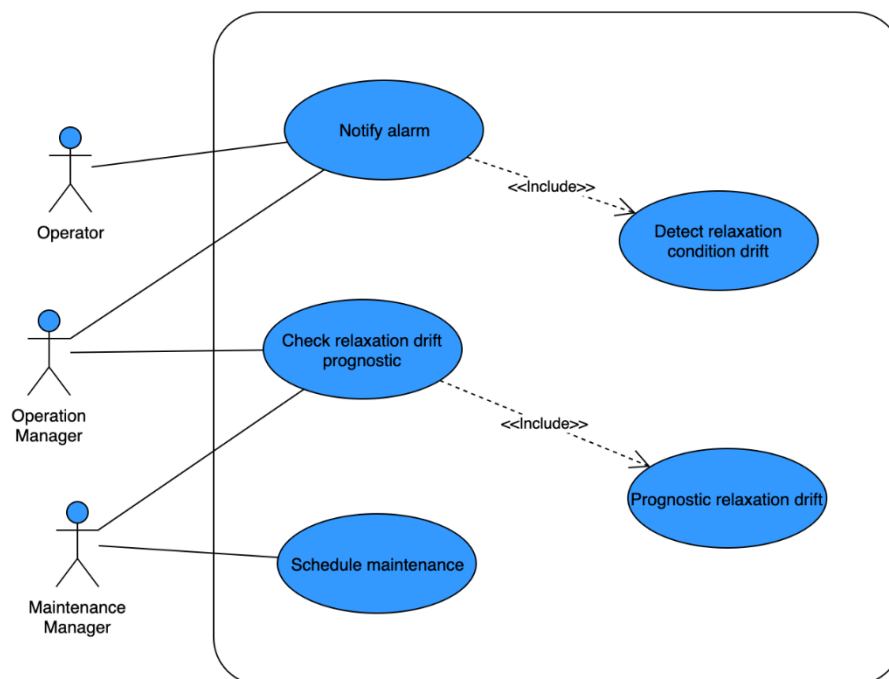 Notify alarm
<<Include>>
Operator
Detect relaxation
condition drift
Check relaxation drift
prognostic
Operation
Manager
<<Include>>
Prognostic relaxation drift
Schedule maintenance
Maintenance
Manager